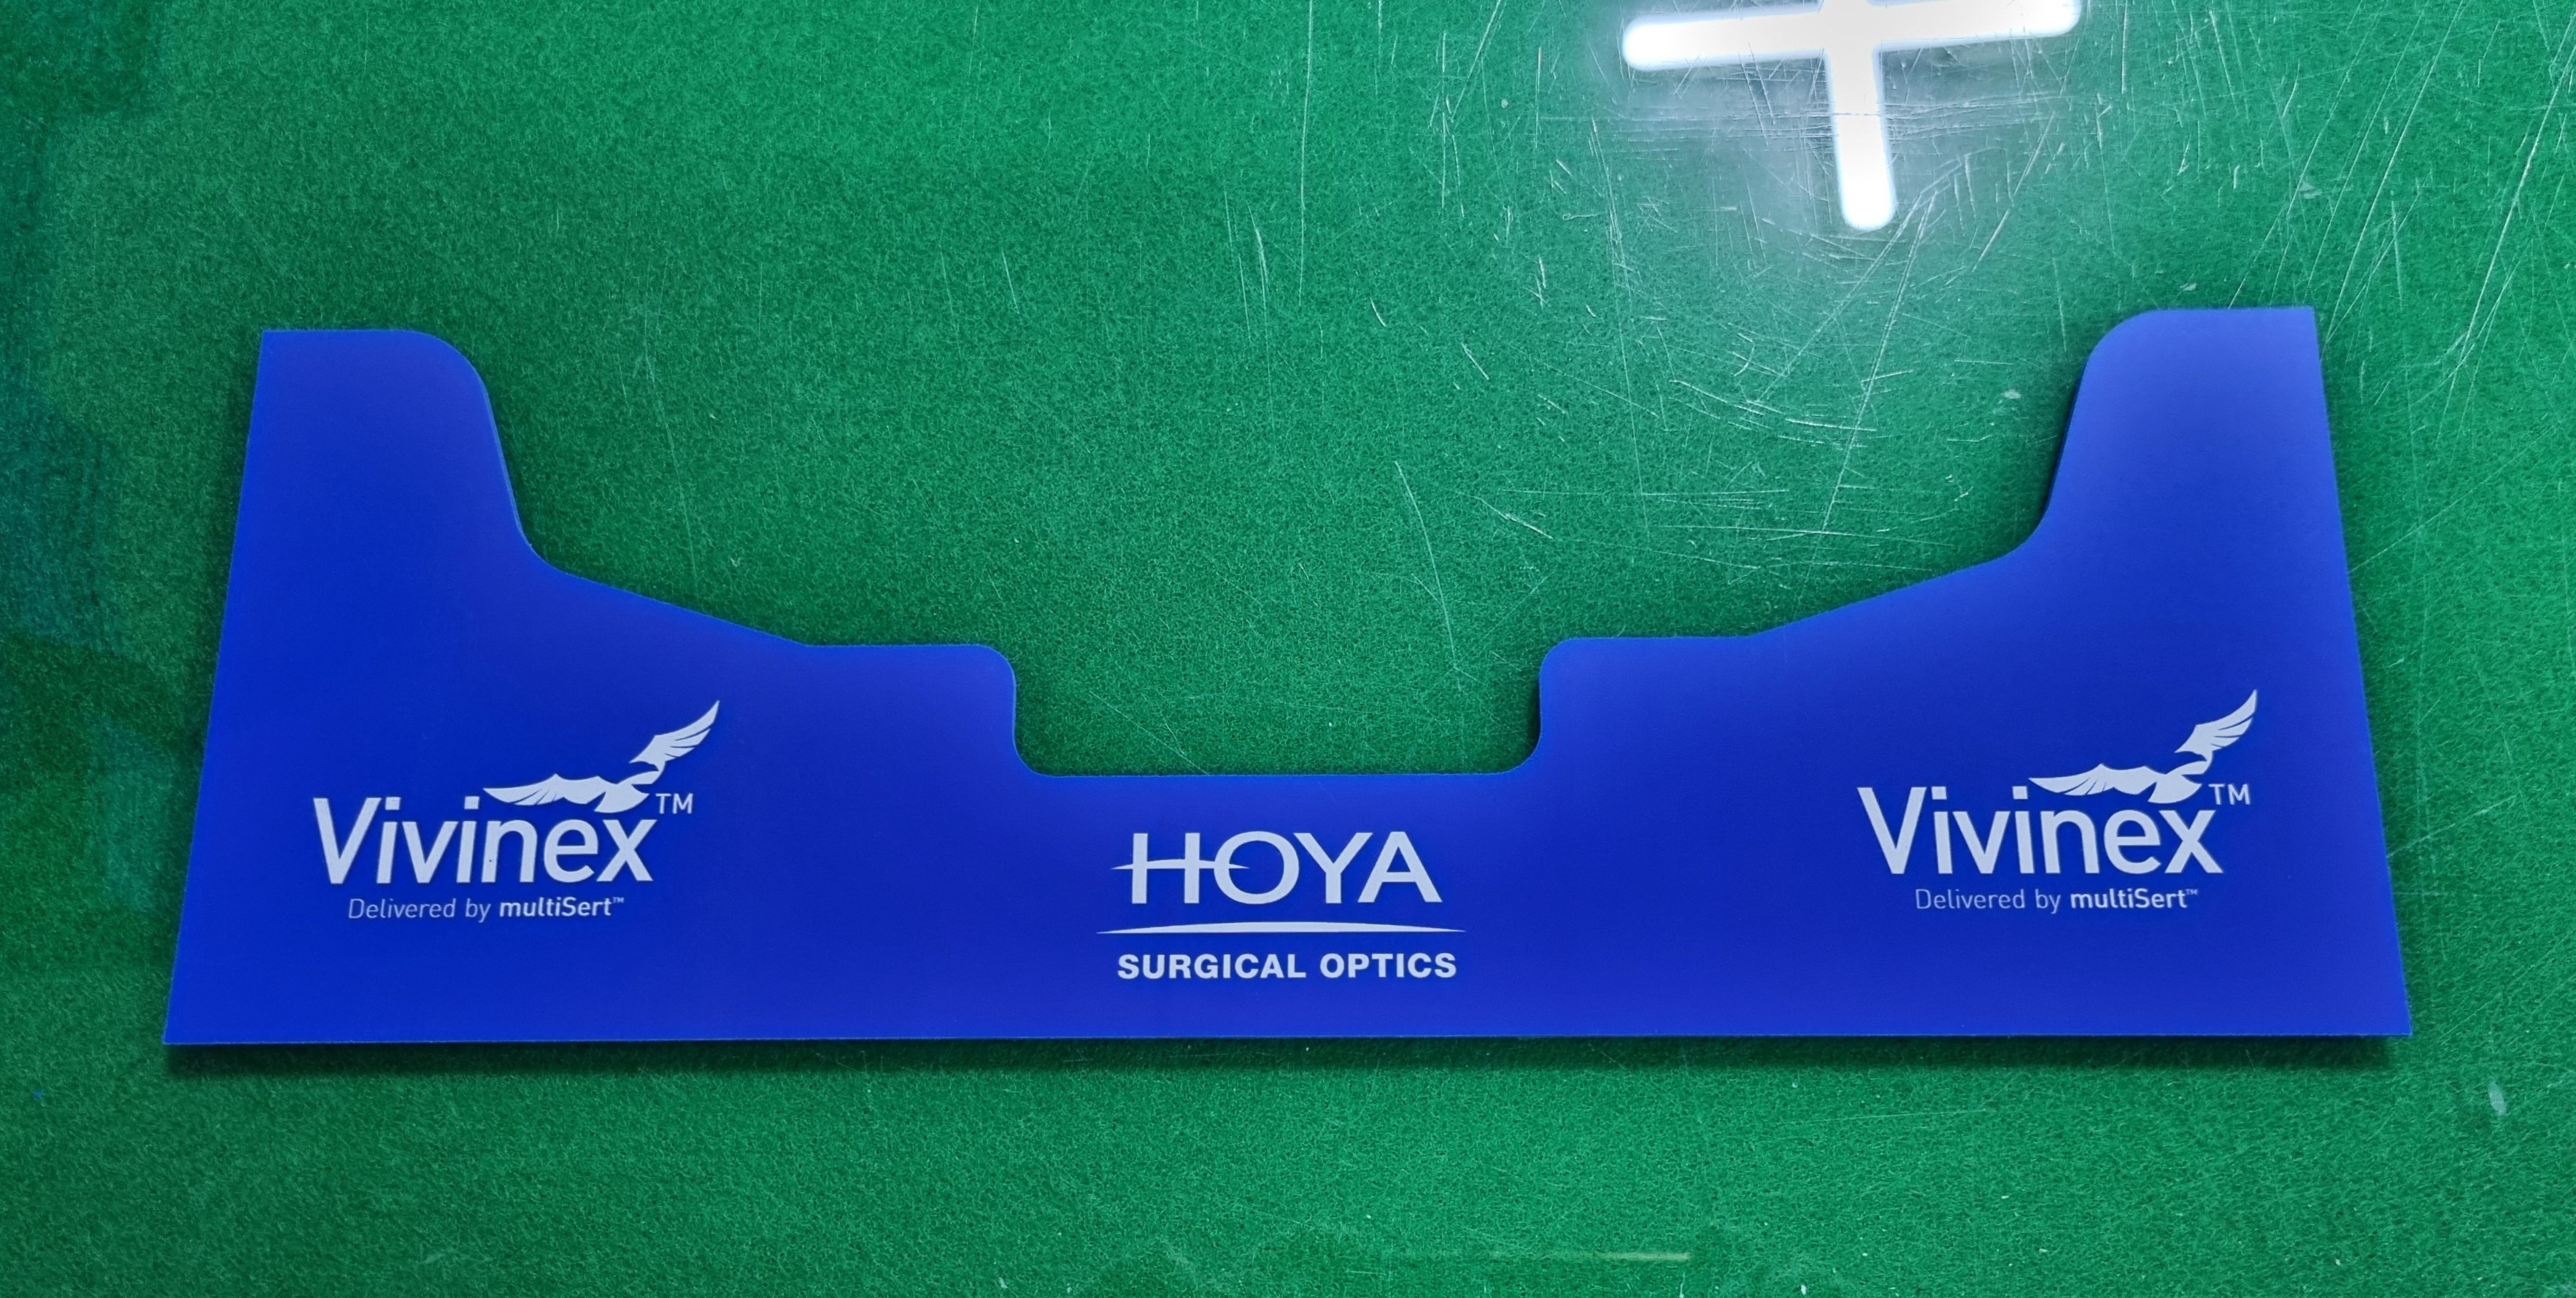 Vivinex™
Delivered by multiSert™
HOYA
SURGICAL OPTICS
Vivinex™
Delivered by multiSert™